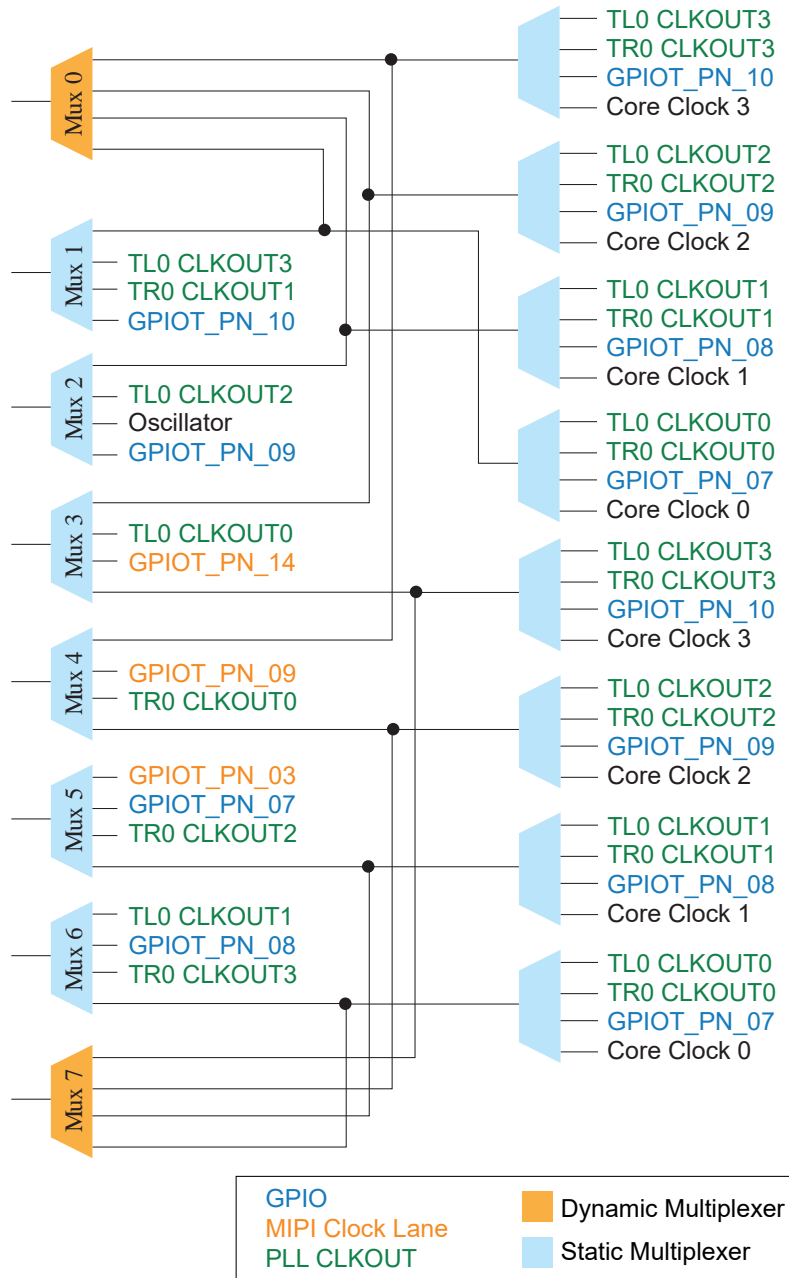 Mux 0
Mux 1
TL0 CLKOUT3
TR0 CLKOUT1
GPIOT_PN_10
Mux 2
TL0 CLKOUT2
Oscillator
GPIOT_PN_09
Mux 3
TL0 CLKOUT0
GPIOT_PN_14
Mux 4
GPIOT_PN_09
TR0 CLKOUT0
Mux 5
GPIOT_PN_03
GPIOT_PN_07
TR0 CLKOUT2
Mux 6
TL0 CLKOUT1
GPIOT_PN_08
TR0 CLKOUT3
Mux 7
TL0 CLKOUT3
TR0 CLKOUT3
GPIOT_PN_10
Core Clock 3
TL0 CLKOUT2
TR0 CLKOUT2
GPIOT_PN_09
Core Clock 2
TL0 CLKOUT1
TR0 CLKOUT1
GPIOT_PN_08
Core Clock 1
TL0 CLKOUT0
TR0 CLKOUT0
GPIOT_PN_07
Core Clock 0
TL0 CLKOUT3
TR0 CLKOUT3
GPIOT_PN_10
Core Clock 3
TL0 CLKOUT2
TR0 CLKOUT2
GPIOT_PN_09
Core Clock 2
TL0 CLKOUT1
TR0 CLKOUT1
GPIOT_PN_08
Core Clock 1
TL0 CLKOUT0
TR0 CLKOUT0
GPIOT_PN_07
Core Clock 0
GPIO
MIPI Clock Lane
PLL CLKOUT
Dynamic Multiplexer
Static Multiplexer